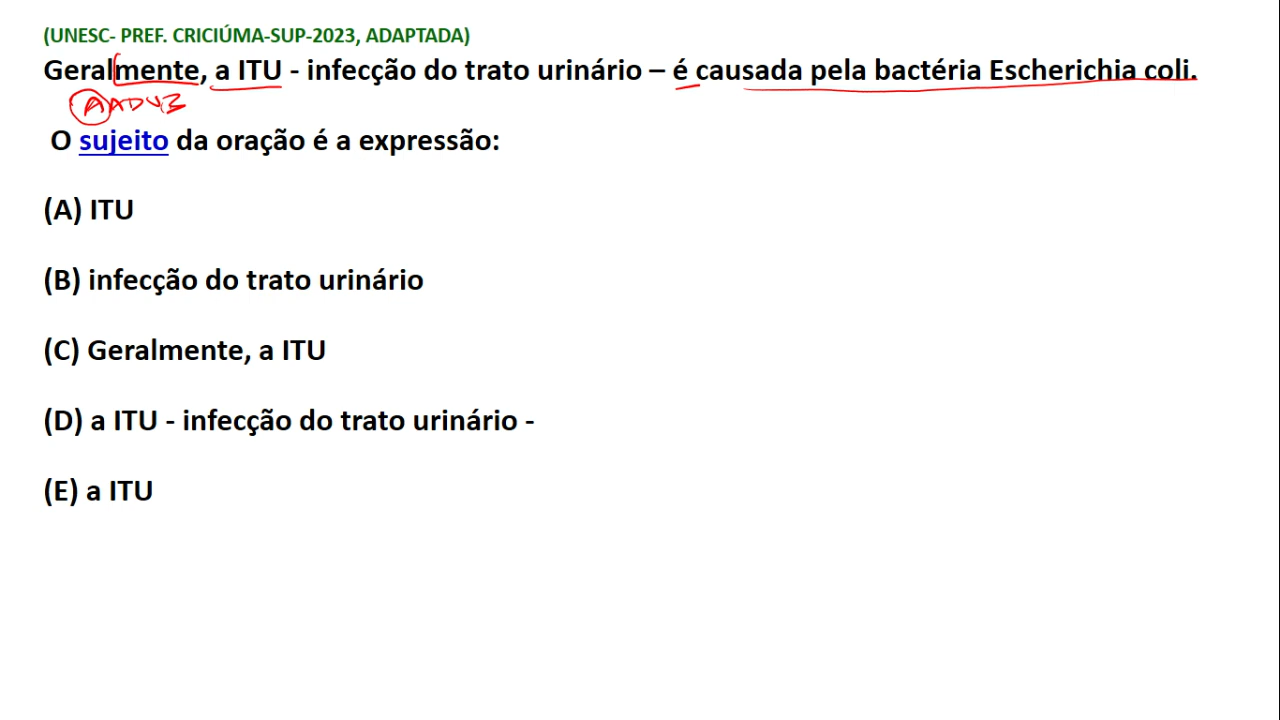 (UNESC- PREF. CRICIÚMA-SUP-2023, ADAPTADA)
Geralmente, a ITU - infecção do trato urinário – é causada pela bactéria Escherichia coli.
O sujeito da oração é a expressão:
(A) ITU
(B) infecção do trato urinário
(C) Geralmente, a ITU
(D) a ITU - infecção do trato urinário -
(E) a ITU